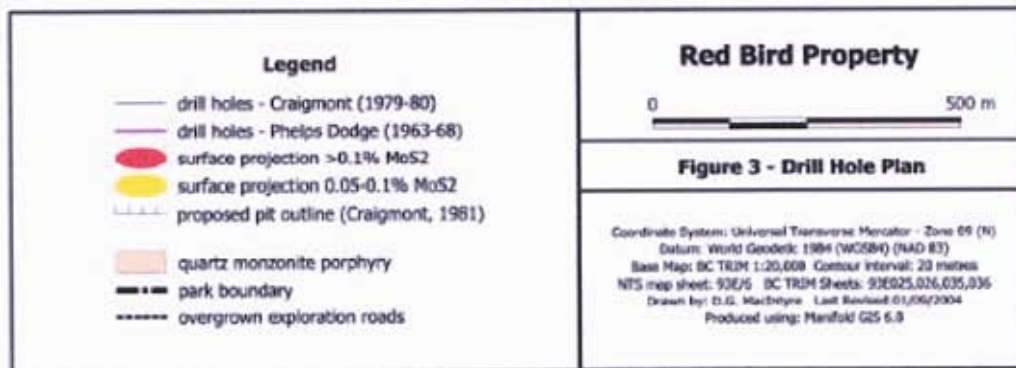 Legend
drill holes - Craigmont (1979-80)
drill holes - Phelps Dodge (1963-68)
surface projection >0.1% MoS2
surface projection 0.05-0.1% MoS2
proposed pit outline (Craigmont, 1981)
quartz monzonite porphyry
park boundary
overgrown exploration roads
Red Bird Property
0 500 m
Figure 3 - Drill Hole Plan
Coordinate System: Universal Transverse Mercator - Zone 09 (N)
Datum: World Geodetic 1984 (WGS84) (NAD 83)
Base Map: BC TRIM 1:20,000 Contour interval: 20 metres
NTS map sheet: 93E/6 BC TRIM Sheets: 93E025,026,035,036
Drawn by: D.G. MacIntyre Last Revised 01/09/2004
Produced using: Manifold GIS 6.0